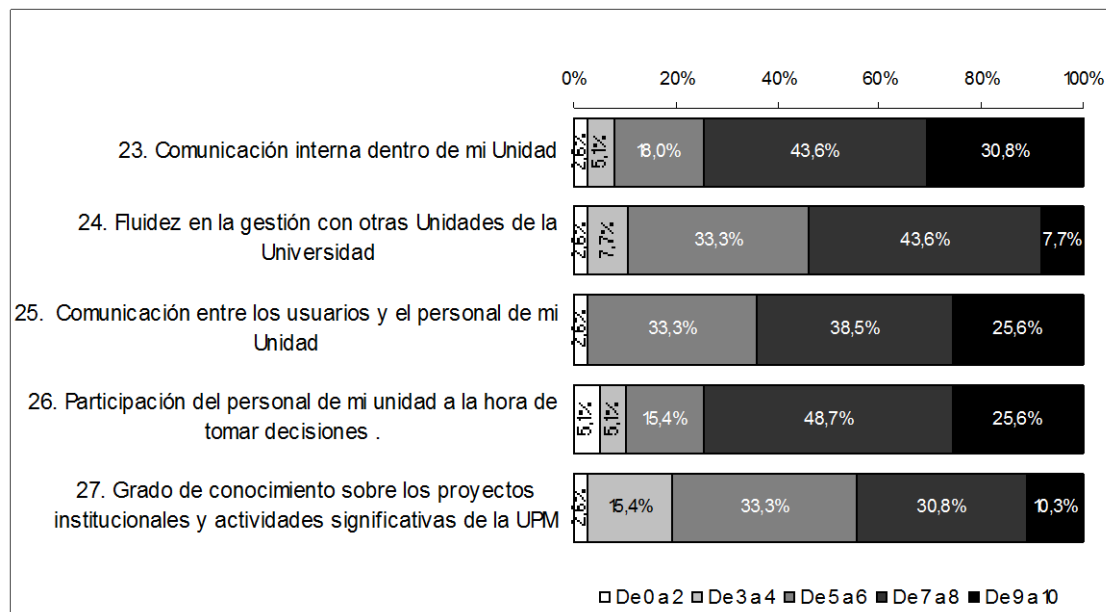 0% 20% 40% 60% 80% 100%
23. Comunicación interna dentro de mi Unidad
2,6% 5,1% 18,0% 43,6% 30,8%
24. Fluidez en la gestión con otras Unidades de la
Universidad
2,6% 7,7% 33,3% 43,6% 7,7%
25. Comunicación entre los usuarios y el personal de mi
Unidad
2,6% 33,3% 38,5% 25,6%
26. Participación del personal de mi unidad a la hora de
tomar decisiones .
5,1% 5,1% 15,4% 48,7% 25,6%
27. Grado de conocimiento sobre los proyectos
institucionales y actividades significativas de la UPM
2,6% 15,4% 33,3% 30,8% 10,3%
De 0 a 2 De 3 a 4 De 5 a 6 De 7 a 8 De 9 a 10